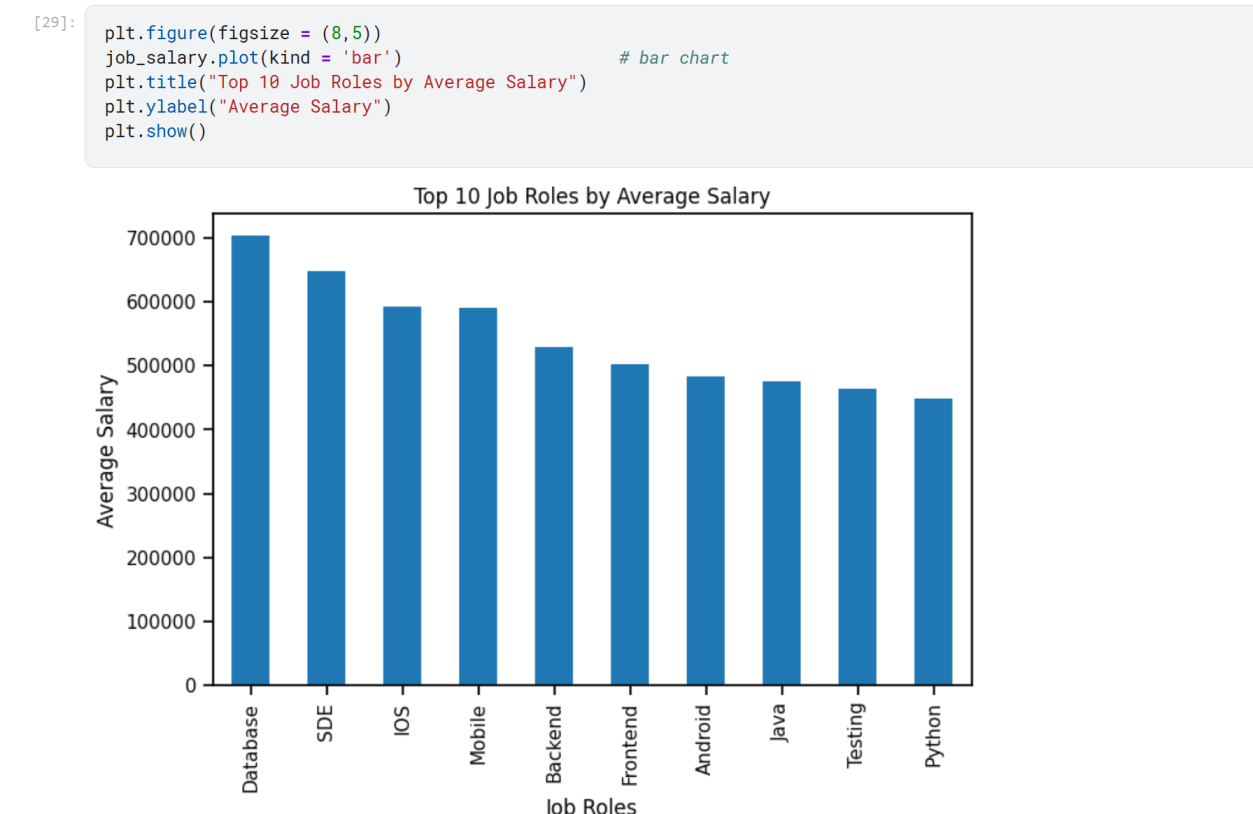 [29]:
plt.figure(figsize = (8,5))
job_salary.plot(kind = 'bar') # bar chart
plt.title("Top 10 Job Roles by Average Salary")
plt.ylabel("Average Salary")
plt.show()
Top 10 Job Roles by Average Salary
Average Salary
700000
600000
500000
400000
300000
200000
100000
0
Database
SDE
IOS
Mobile
Backend
Frontend
Android
Java
Testing
Python
Job Roles